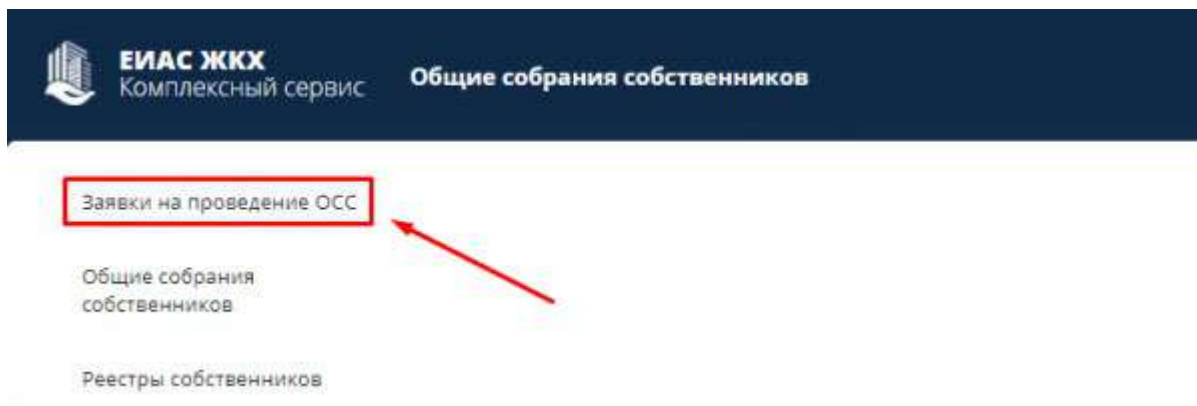 ЕИАС ЖКХ
Комплексный сервис
Общие собрания собственников
Заявки на проведение ОСС
Общие собрания
собственников
Реестры собственников